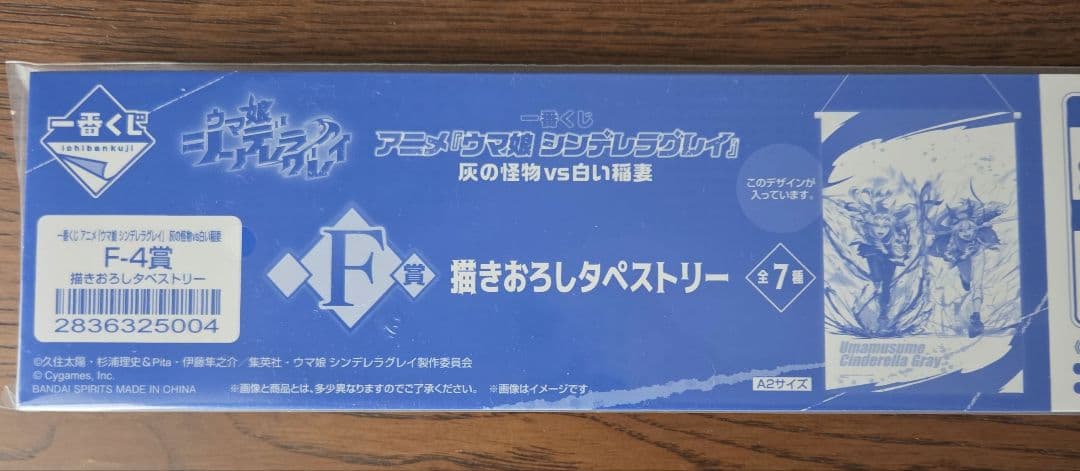 一番くじ
ichibankuji
ウマ娘
シンデレラグレイ
一番くじ
アニメ『ウマ娘 シンデレラグレイ』
灰の怪物vs白い稲妻
このデザインが
入っています。
一番くじ アニメ『ウマ娘 シンデレラグレイ』 灰の怪物vs白い稲妻
F-4賞
描きおろしタペストリー
2836325004
F賞
描きおろしタペストリー
全7種
Umamusume
Cinderella Gray
A2サイズ
©久住太陽・杉浦理史&Pita・伊藤隼之介/集英社・ウマ娘 シンデレラグレイ製作委員会
© Cygames, Inc.
BANDAI SPIRITS MADE IN CHINA ※画像と商品とは、多少異なりますのでご了承ください。 ※画像はイメージです。